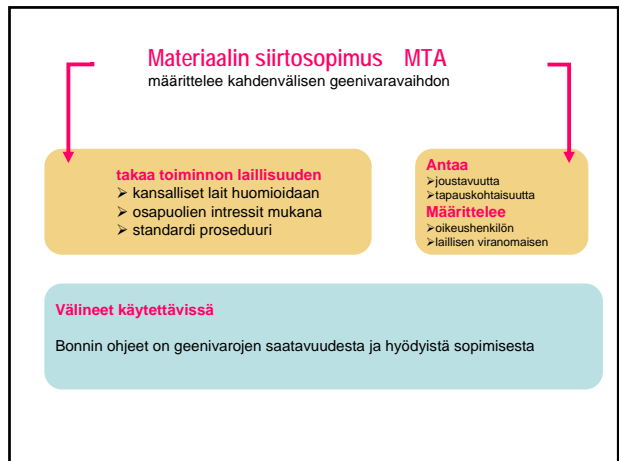 Materiaalin siirtosopimus MTA
määrittelee kahdenvälisen geenivaravaihdon
takaa toiminnon laillisuuden
➢ kansalliset lait huomioidaan
➢ osapuolien intressit mukana
➢ standardi proseduuri
Antaa
➢joustavuutta
➢tapauskohtaisuutta
Määrittelee
➢oikeushenkilön
➢laillisen viranomaisen
Välineet käytettävissä
Bonnin ohjeet on geenivarojen saatavuudesta ja hyödyistä sopimisesta